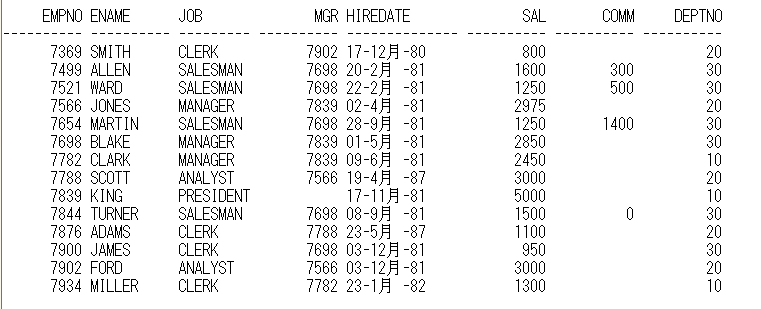 EMPNO ENAME JOB MGR HIREDATE SAL COMM DEPTNO
---------- ---------- --------- ---------- -------------- ---------- ---------- ----------
7369 SMITH CLERK 7902 17-12月-80 800 20
7499 ALLEN SALESMAN 7698 20-2月 -81 1600 300 30
7521 WARD SALESMAN 7698 22-2月 -81 1250 500 30
7566 JONES MANAGER 7839 02-4月 -81 2975 20
7654 MARTIN SALESMAN 7698 28-9月 -81 1250 1400 30
7698 BLAKE MANAGER 7839 01-5月 -81 2850 30
7782 CLARK MANAGER 7839 09-6月 -81 2450 10
7788 SCOTT ANALYST 7566 19-4月 -87 3000 20
7839 KING PRESIDENT 17-11月-81 5000 10
7844 TURNER SALESMAN 7698 08-9月 -81 1500 0 30
7876 ADAMS CLERK 7788 23-5月 -87 1100 20
7900 JAMES CLERK 7698 03-12月-81 950 30
7902 FORD ANALYST 7566 03-12月-81 3000 20
7934 MILLER CLERK 7782 23-1月 -82 1300 10